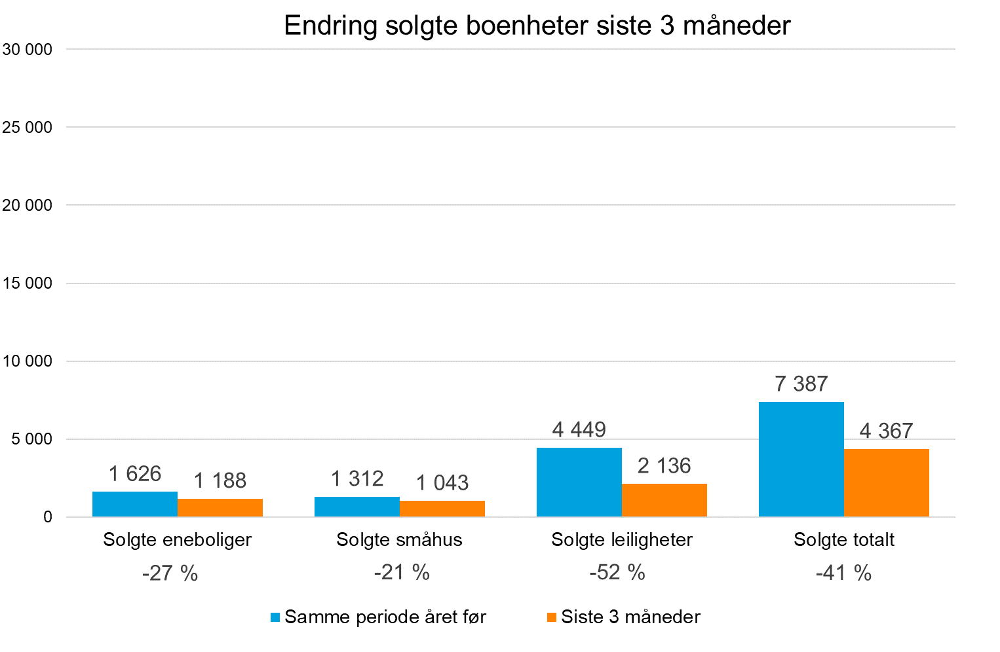 Endring solgte boenheter siste 3 måneder
30 000
25 000
20 000
15 000
10 000
5 000
0
1 626
1 188
1 312
1 043
4 449
2 136
7 387
4 367
Solgte eneboliger
Solgte småhus
Solgte leiligheter
Solgte totalt
-27 %
-21 %
-52 %
-41 %
Samme periode året før
Siste 3 måneder